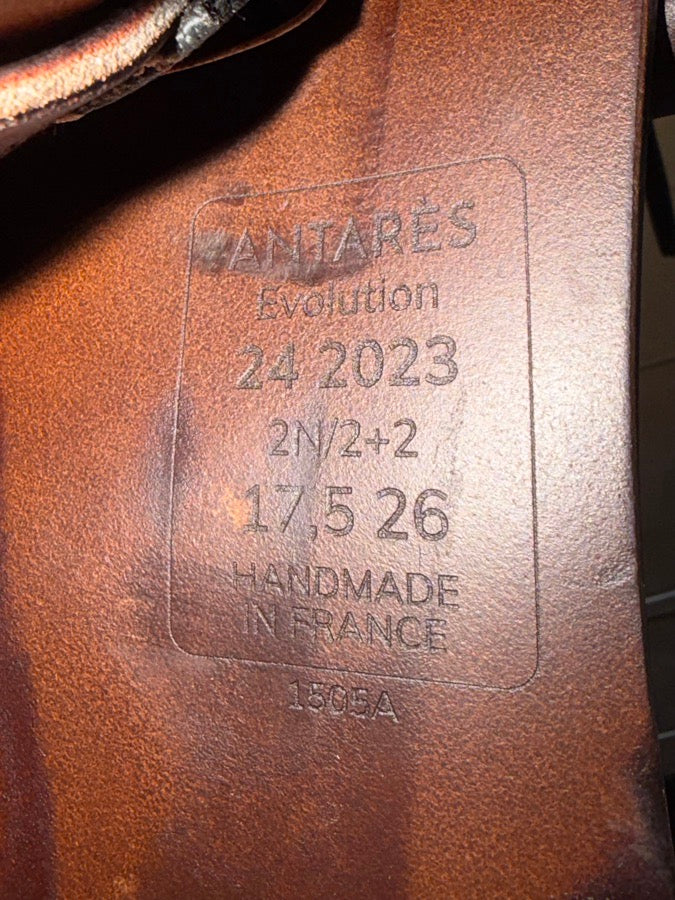 ANTARÈS
Evolution
24 2023
2N/2+2
17,5 26
HANDMADE
IN FRANCE
1505A